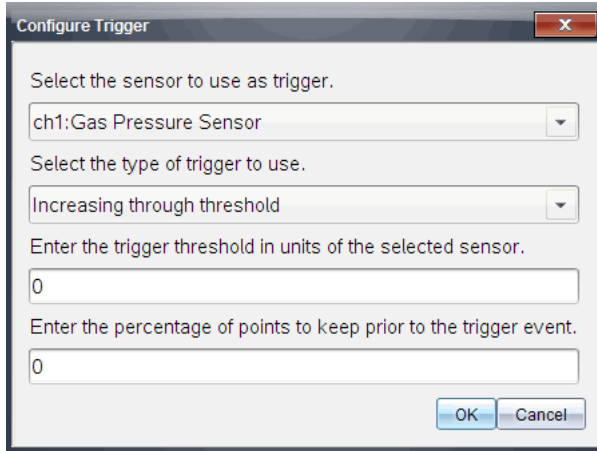 Configure Trigger
Select the sensor to use as trigger.
ch1:Gas Pressure Sensor
Select the type of trigger to use.
Increasing through threshold
Enter the trigger threshold in units of the selected sensor.
0
Enter the percentage of points to keep prior to the trigger event.
0
OK Cancel